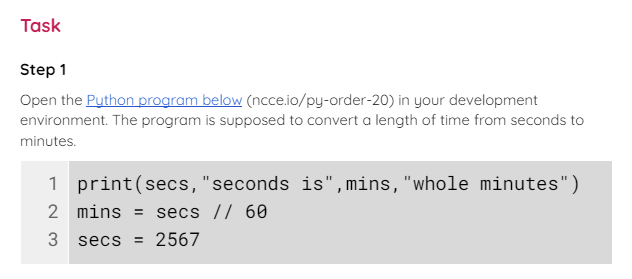 Task
Step 1
Open the Python program below (ncce.io/py-order-20) in your development
environment. The program is supposed to convert a length of time from seconds to
minutes.
1 print(secs,"seconds is",mins,"whole minutes")
2 mins = secs // 60
3 secs = 2567